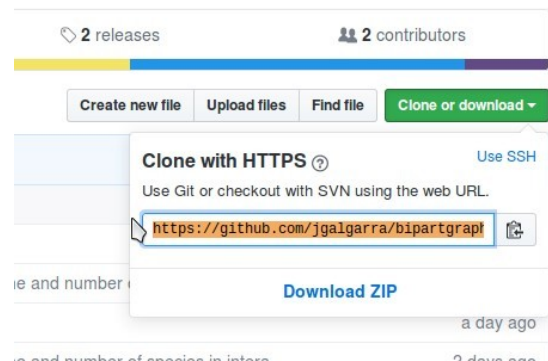 2 releases 2 contributors
Create new file Upload files Find file Clone or download
Clone with HTTPS ? Use SSH
Use Git or checkout with SVN using the web URL.
https://github.com/jgalgarra/bipartgraph
e and number
Download ZIP
a day ago
and number of species in intera 2 days ago